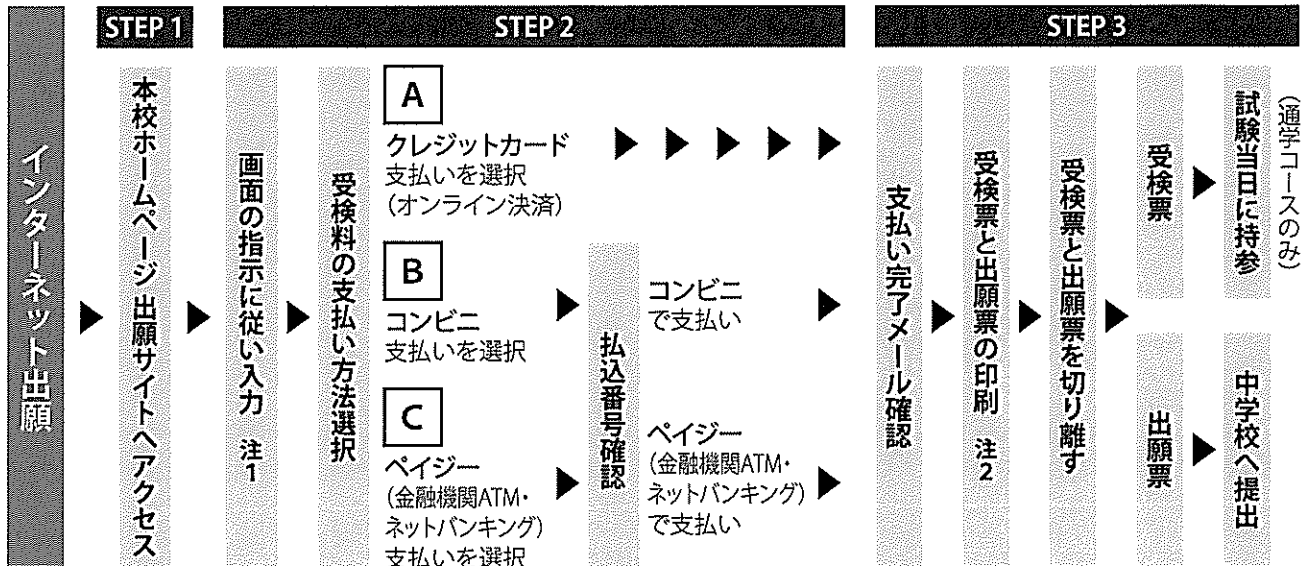 インターネット出願
STEP 1
本校ホームページ 出願サイトへアクセス
STEP 2
画面の指示に従い入力 注1
受検料の支払い方法選択
A
クレジットカード
支払いを選択
(オンライン決済)
B
コンビニ
支払いを選択
C
ペイジー
(金融機関ATM・
ネットバンキング)
支払いを選択
払込番号確認
コンビニ
で支払い
ペイジー
(金融機関ATM・
ネットバンキング)
で支払い
STEP 3
支払い完了メール確認
受検票と出願票の印刷 注2
受検票と出願票を切り離す
受検票
試験当日に持参
(通学コースのみ)
出願票
中学校へ提出